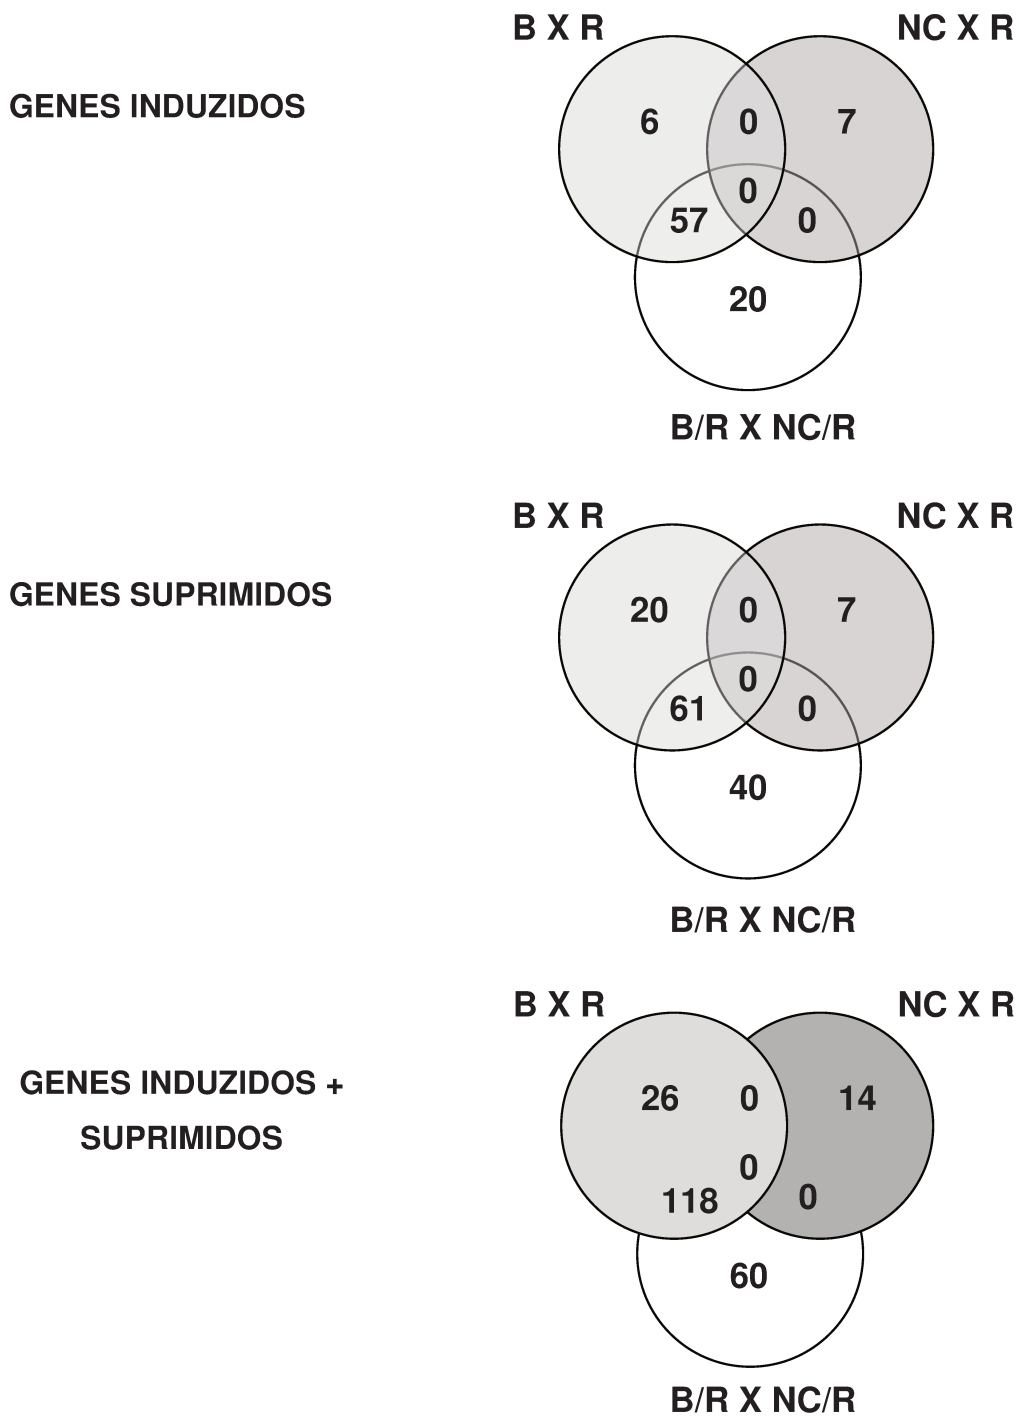 B X R
NC X R
GENES INDUZIDOS
6
0
7
0
57
0
20
B/R X NC/R
B X R
NC X R
GENES SUPRIMIDOS
20
0
7
0
61
0
40
B/R X NC/R
B X R
NC X R
GENES INDUZIDOS +
SUPRIMIDOS
26
0
14
0
118
0
60
B/R X NC/R